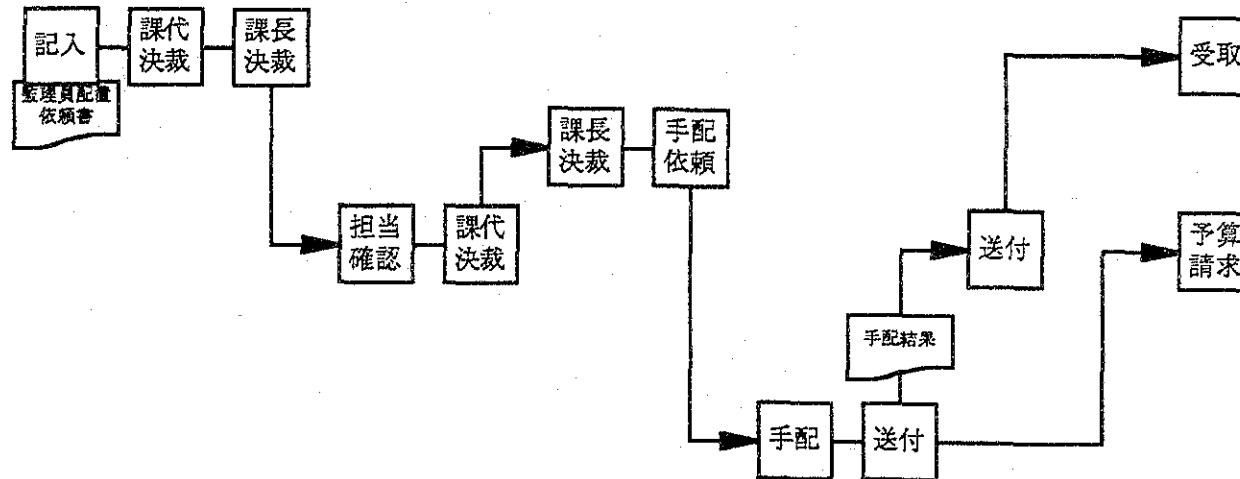 記入
監理員配置
依頼書
課代
決裁
課長
決裁
担当
確認
課代
決裁
課長
決裁
手配
依頼
手配
送付
手配結果
送付
受取
予算
請求